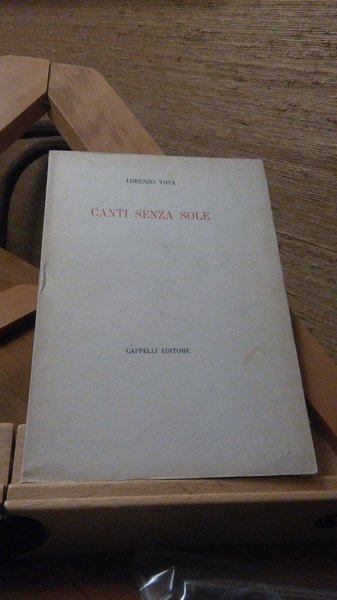 LORENZO VOTA
CANTI SENZA SOLE
CAPPELLI EDITORE